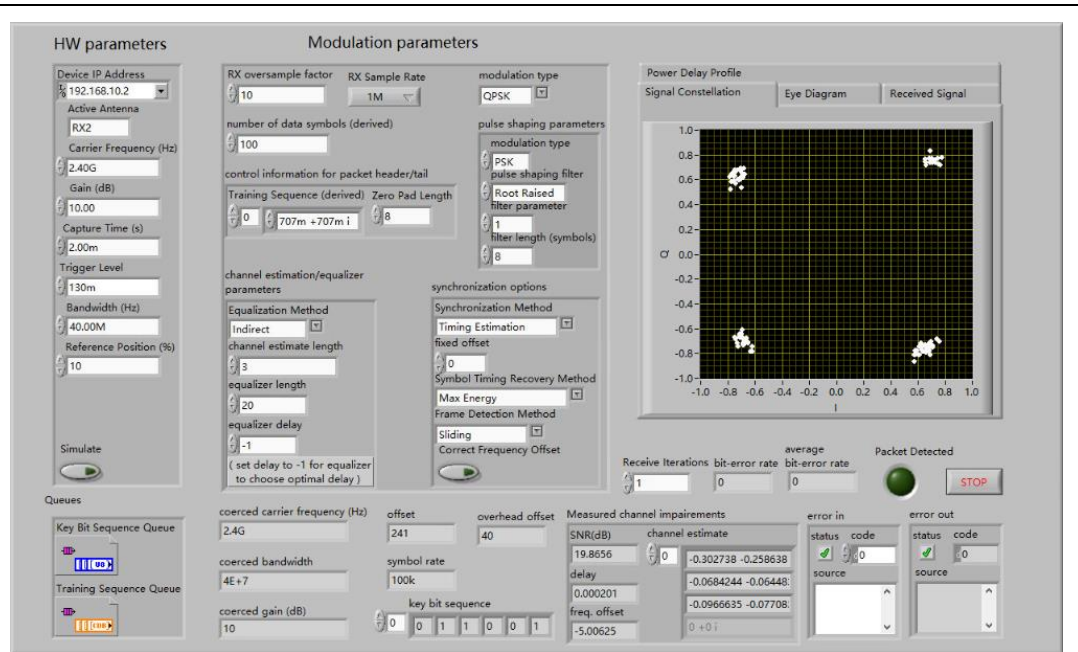 HW parameters
Modulation parameters
Device IP Address
192.168.10.2
Active Antenna
RX2
Carrier Frequency (Hz)
2.40G
Gain (dB)
10.00
Capture Time (s)
2.00m
Trigger Level
130m
Bandwidth (Hz)
40.00M
Reference Position (%)
10
Simulate
RX oversample factor
10
RX Sample Rate
1M
modulation type
QPSK
number of data symbols (derived)
100
control information for packet header/tail
Training Sequence (derived)
0
707m +707m i
Zero Pad Length
8
pulse shaping parameters
modulation type
PSK
pulse shaping filter
Root Raised
filter parameter
1
filter length (symbols)
8
channel estimation/equalizer
parameters
Equalization Method
Indirect
channel estimate length
3
equalizer length
20
equalizer delay
-1
( set delay to -1 for equalizer
to choose optimal delay )
synchronization options
Synchronization Method
Timing Estimation
fixed offset
0
Symbol Timing Recovery Method
Max Energy
Frame Detection Method
Sliding
Correct Frequency Offset
Power Delay Profile
Signal Constellation
Eye Diagram
Received Signal
1.0
0.8
0.6
0.4
0.2
0.0
-0.2
-0.4
-0.6
-0.8
-1.0
Q
-1.0 -0.8 -0.6 -0.4 -0.2 0.0 0.2 0.4 0.6 0.8 1.0
I
Receive Iterations
1
bit-error rate
0
average
bit-error rate
0
Packet Detected
STOP
Queues
Key Bit Sequence Queue
U8
Training Sequence Queue
CDB
coerced carrier frequency (Hz)
2.4G
coerced bandwidth
4E+7
coerced gain (dB)
10
offset
241
overhead offset
40
symbol rate
100k
key bit sequence
0
0 1 1 0 0 1
Measured channel impairements
SNR(dB)
19.8656
delay
0.000201
freq. offset
-5.00625
channel estimate
0
-0.302738 -0.258638
-0.0684244 -0.06448
-0.0966635 -0.07708
0 +0 i
error in
status code
0
source
error out
status code
0
source